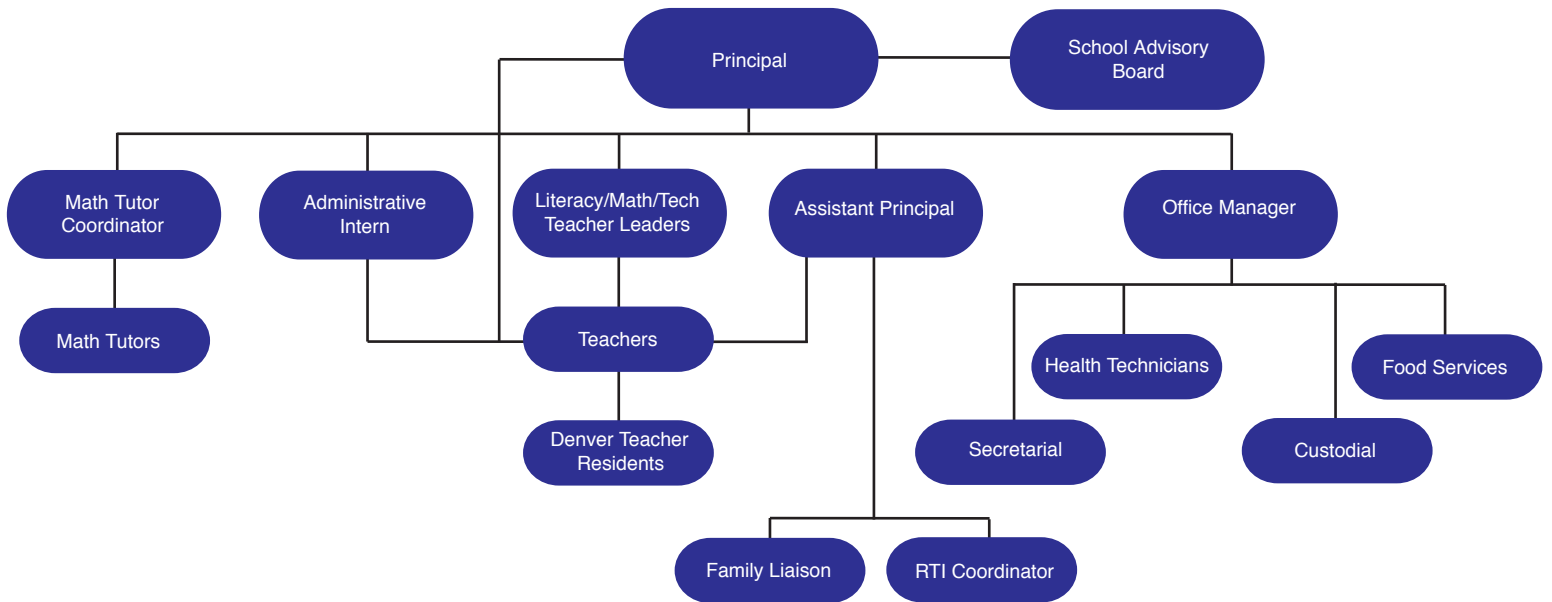 Principal
School Advisory
Board
Math Tutor
Coordinator
Administrative
Intern
Literacy/Math/Tech
Teacher Leaders
Assistant Principal
Office Manager
Math Tutors
Teachers
Health Technicians
Food Services
Denver Teacher
Residents
Secretarial
Custodial
Family Liaison
RTI Coordinator